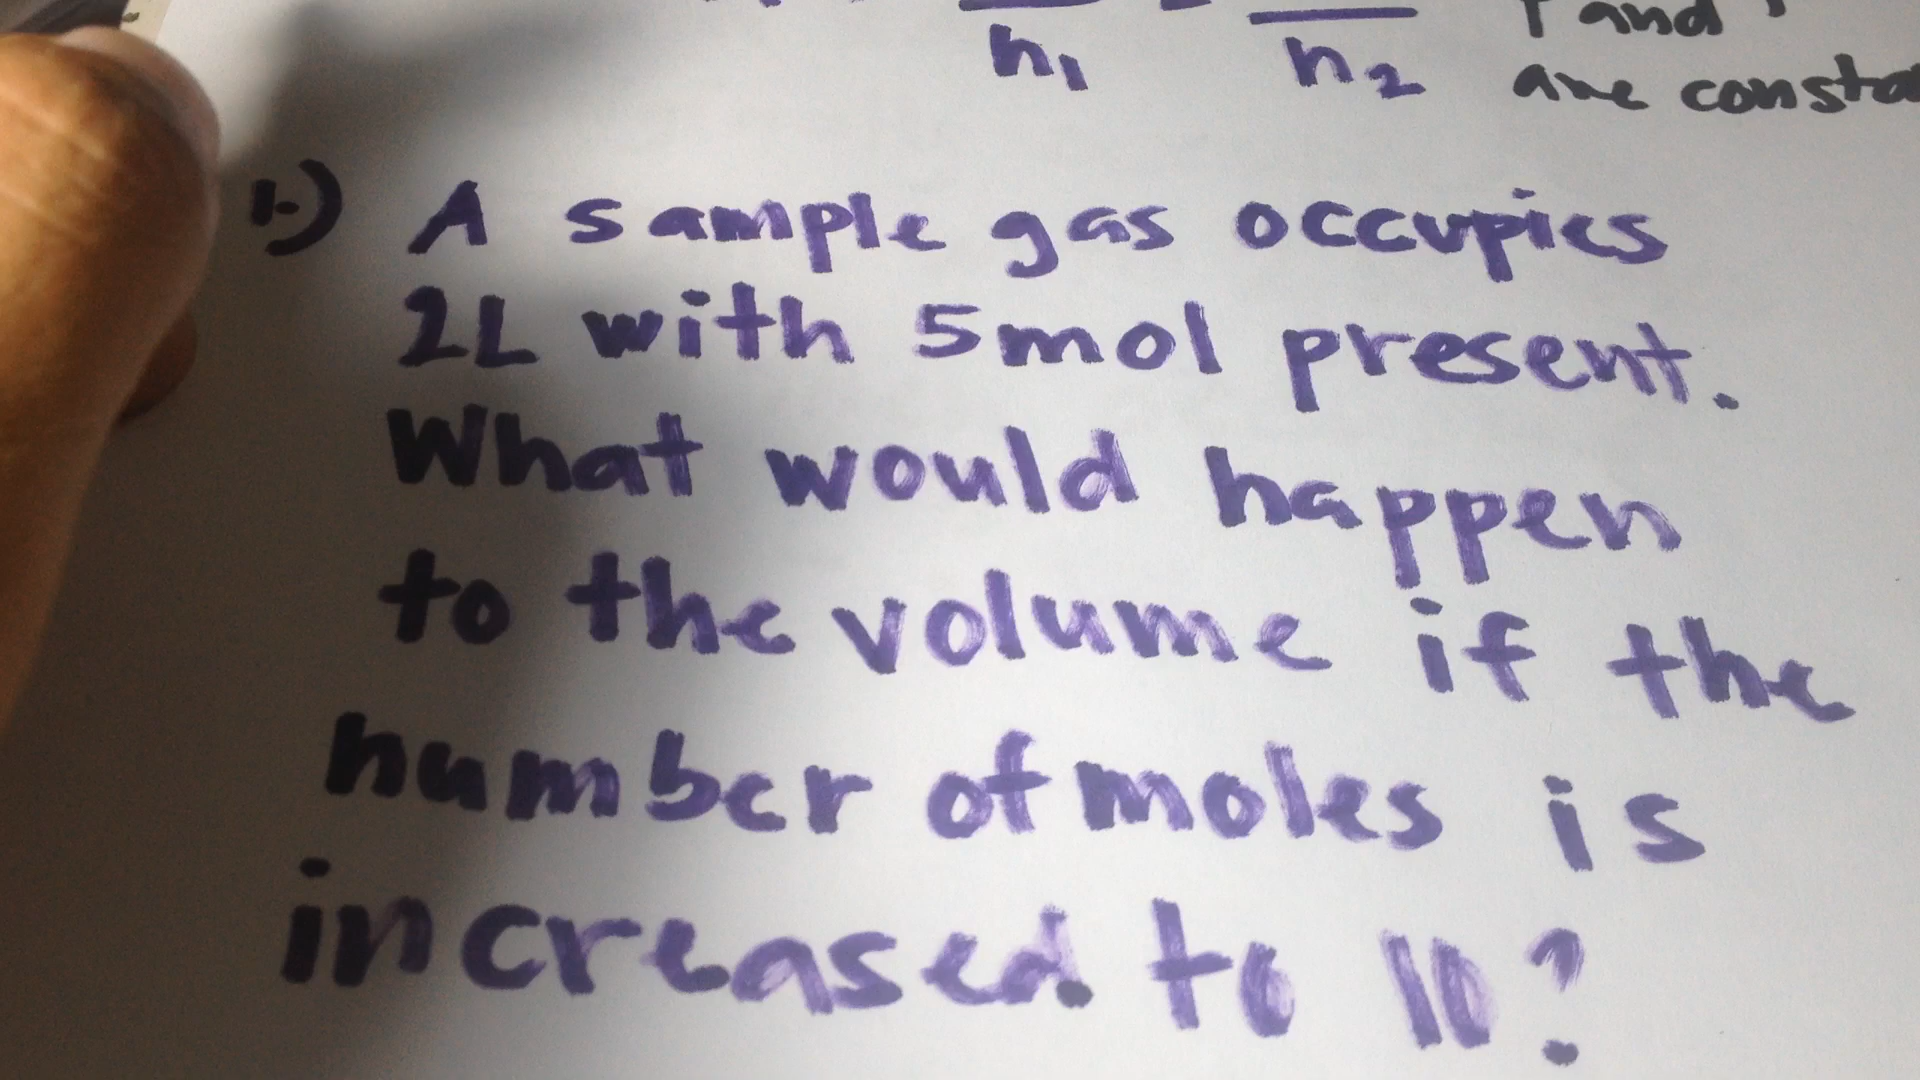 n1 n2 and
are
1.) A sample gas occupies
2L with 5mol present.
What would happen
to the volume if the
number of moles is
increased to 10?